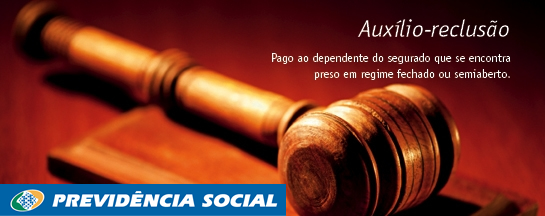 Auxílio-reclusão
Pago ao dependente do segurado que se encontra
preso em regime fechado ou semiaberto.
PREVIDÊNCIA SOCIAL